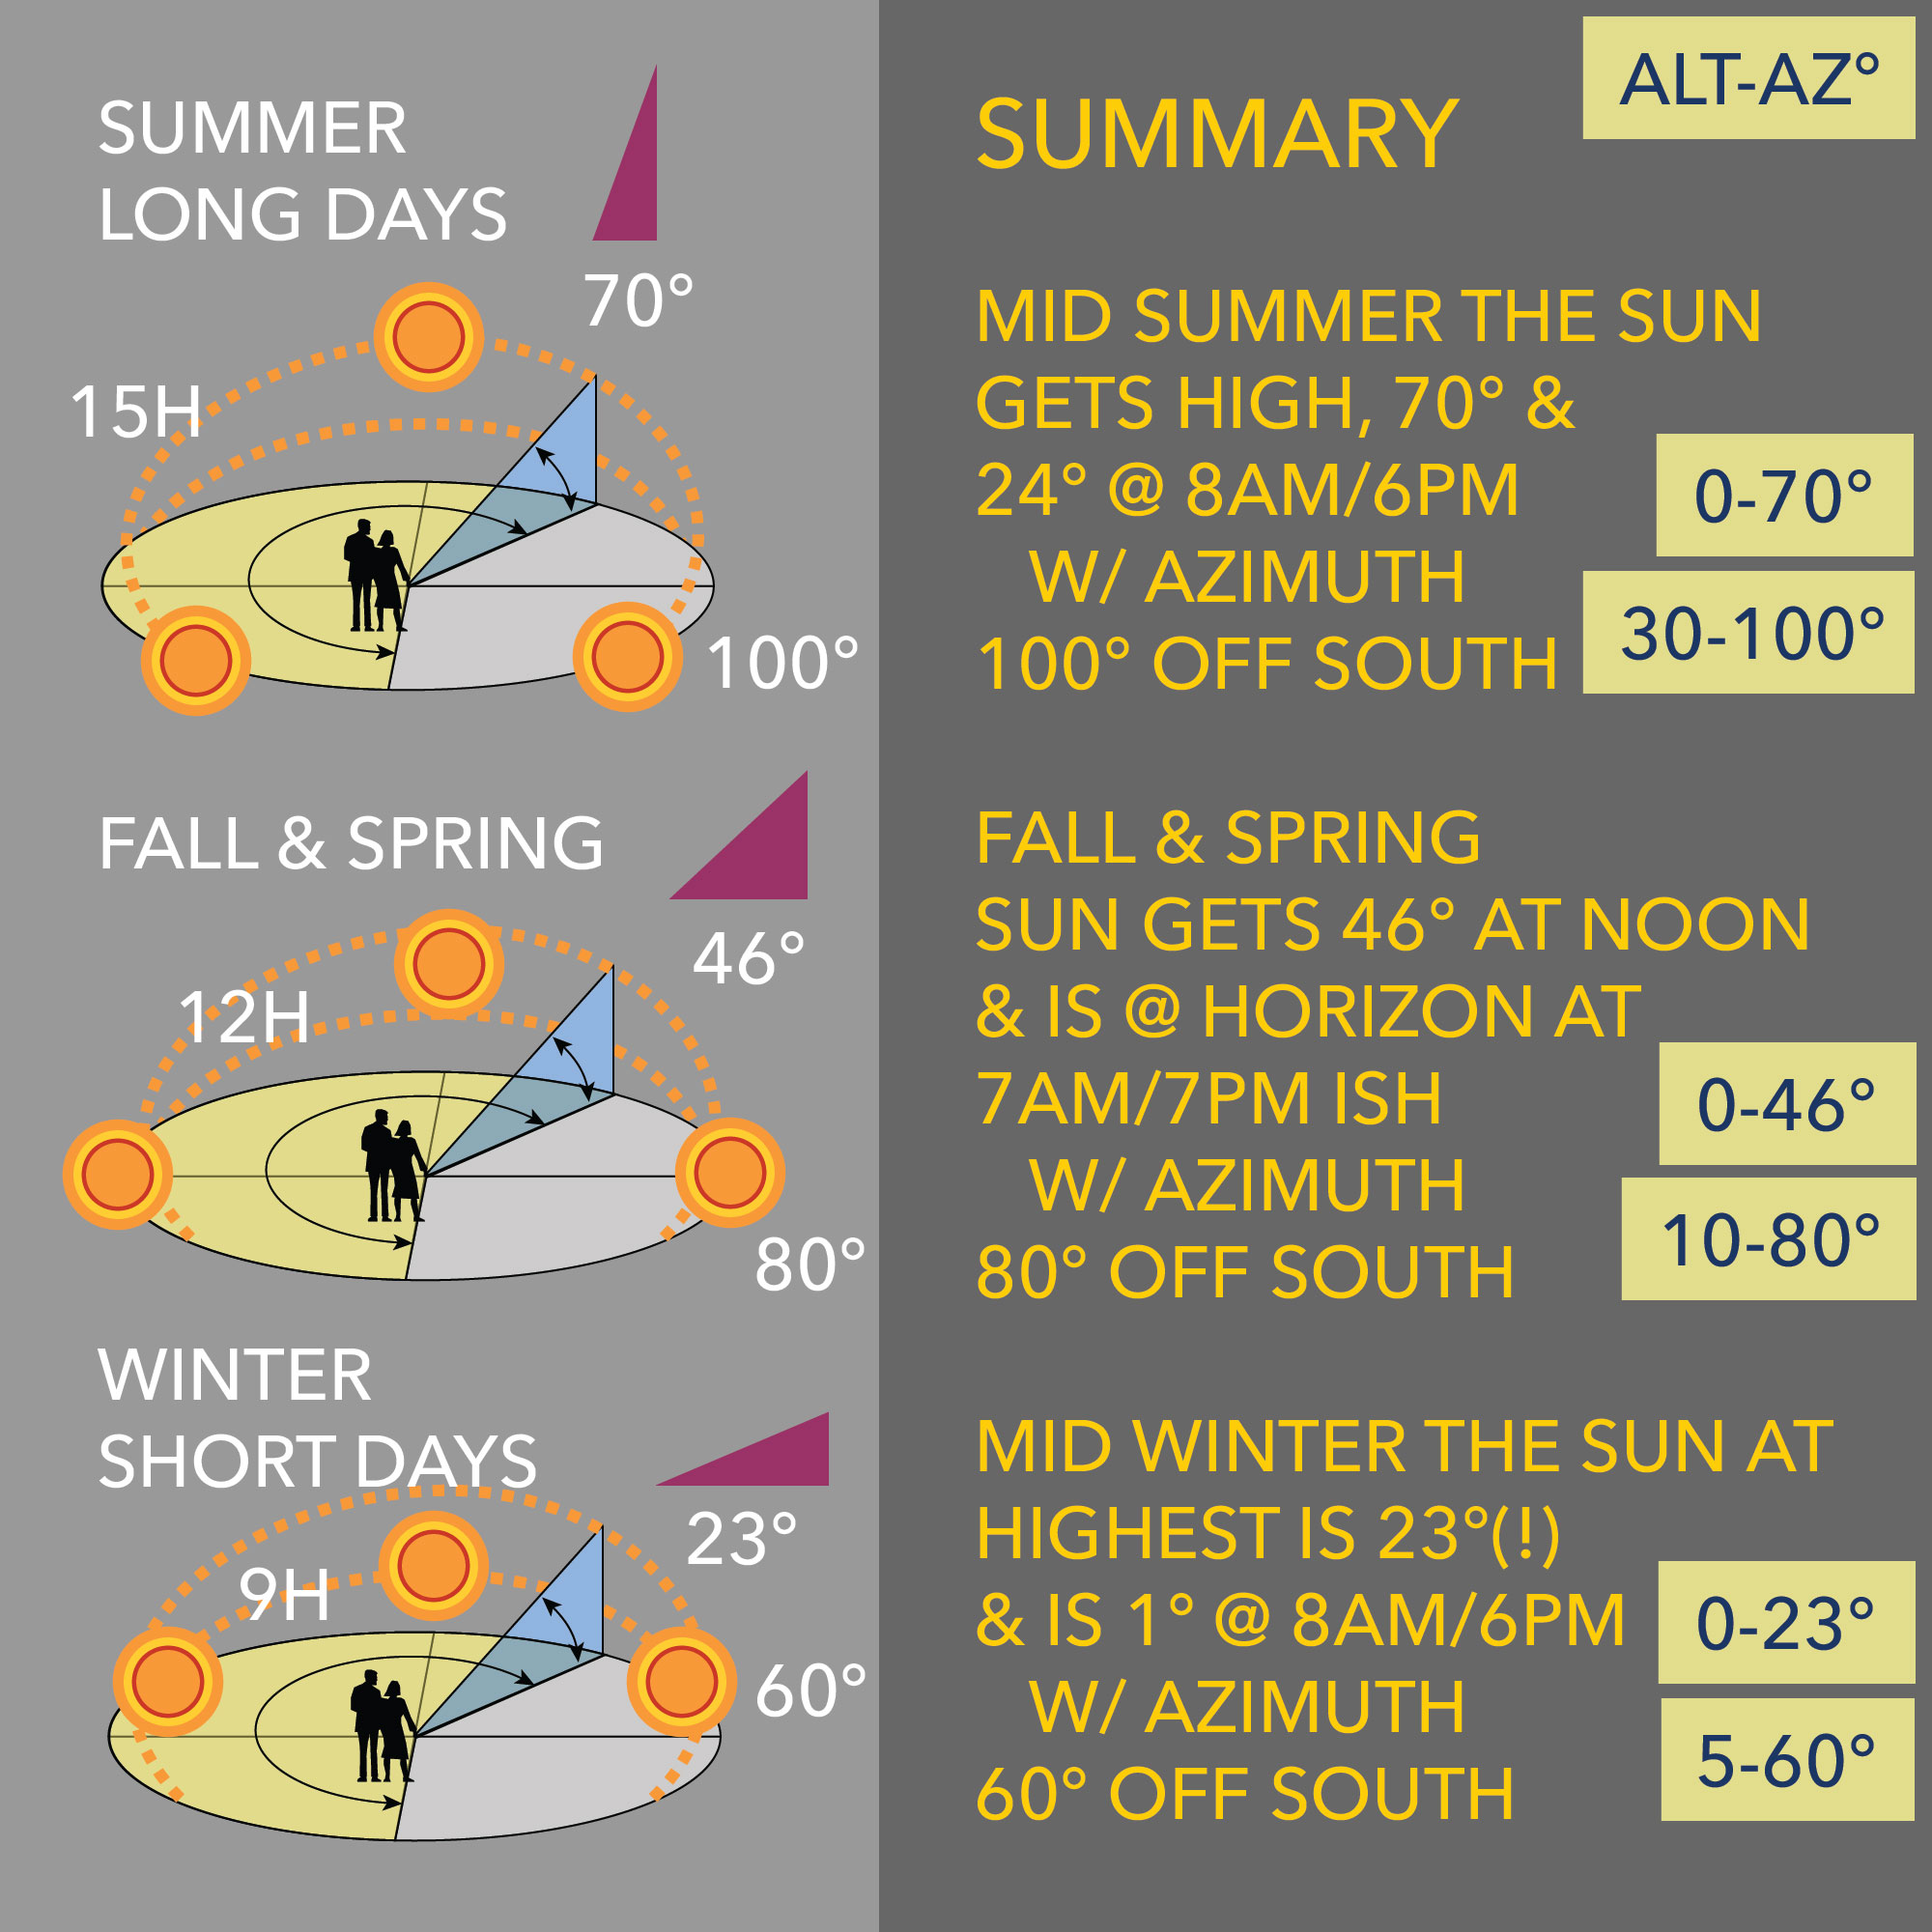 SUMMER
LONG DAYS
70°
15H
100°
FALL & SPRING
46°
12H
80°
WINTER
SHORT DAYS
23°
9H
60°
ALT-AZ°
SUMMARY
MID SUMMER THE SUN
GETS HIGH, 70° &
24° @ 8AM/6PM
W/ AZIMUTH
100° OFF SOUTH
0-70°
30-100°
FALL & SPRING
SUN GETS 46° AT NOON
& IS @ HORIZON AT
7AM/7PM ISH
W/ AZIMUTH
80° OFF SOUTH
0-46°
10-80°
MID WINTER THE SUN AT
HIGHEST IS 23°(!)
& IS 1° @ 8AM/6PM
W/ AZIMUTH
60° OFF SOUTH
0-23°
5-60°